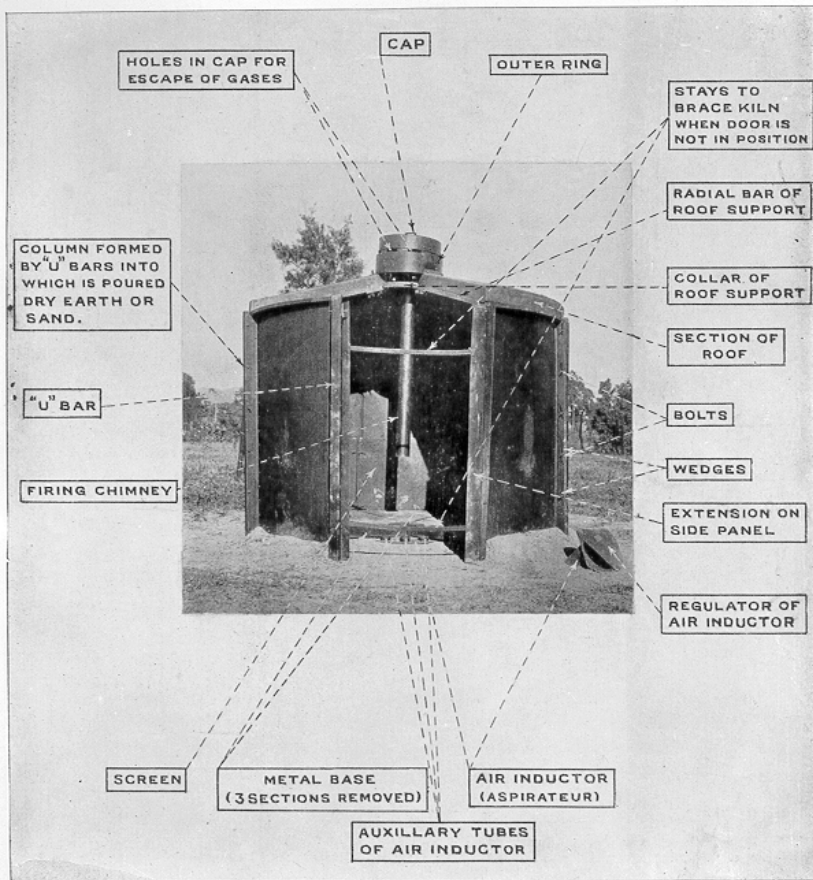 CAP
HOLES IN CAP FOR
ESCAPE OF GASES
OUTER RING
STAYS TO
BRACE KILN
WHEN DOOR IS
NOT IN POSITION
RADIAL BAR OF
ROOF SUPPORT
COLUMN FORMED
BY "U" BARS INTO
WHICH IS POURED
DRY EARTH OR
SAND.
COLLAR OF
ROOF SUPPORT
SECTION OF
ROOF
"U" BAR
BOLTS
WEDGES
FIRING CHIMNEY
EXTENSION ON
SIDE PANEL
REGULATOR OF
AIR INDUCTOR
SCREEN
METAL BASE
(3 SECTIONS REMOVED)
AIR INDUCTOR
(ASPIRATEUR)
AUXILLARY TUBES
OF AIR INDUCTOR